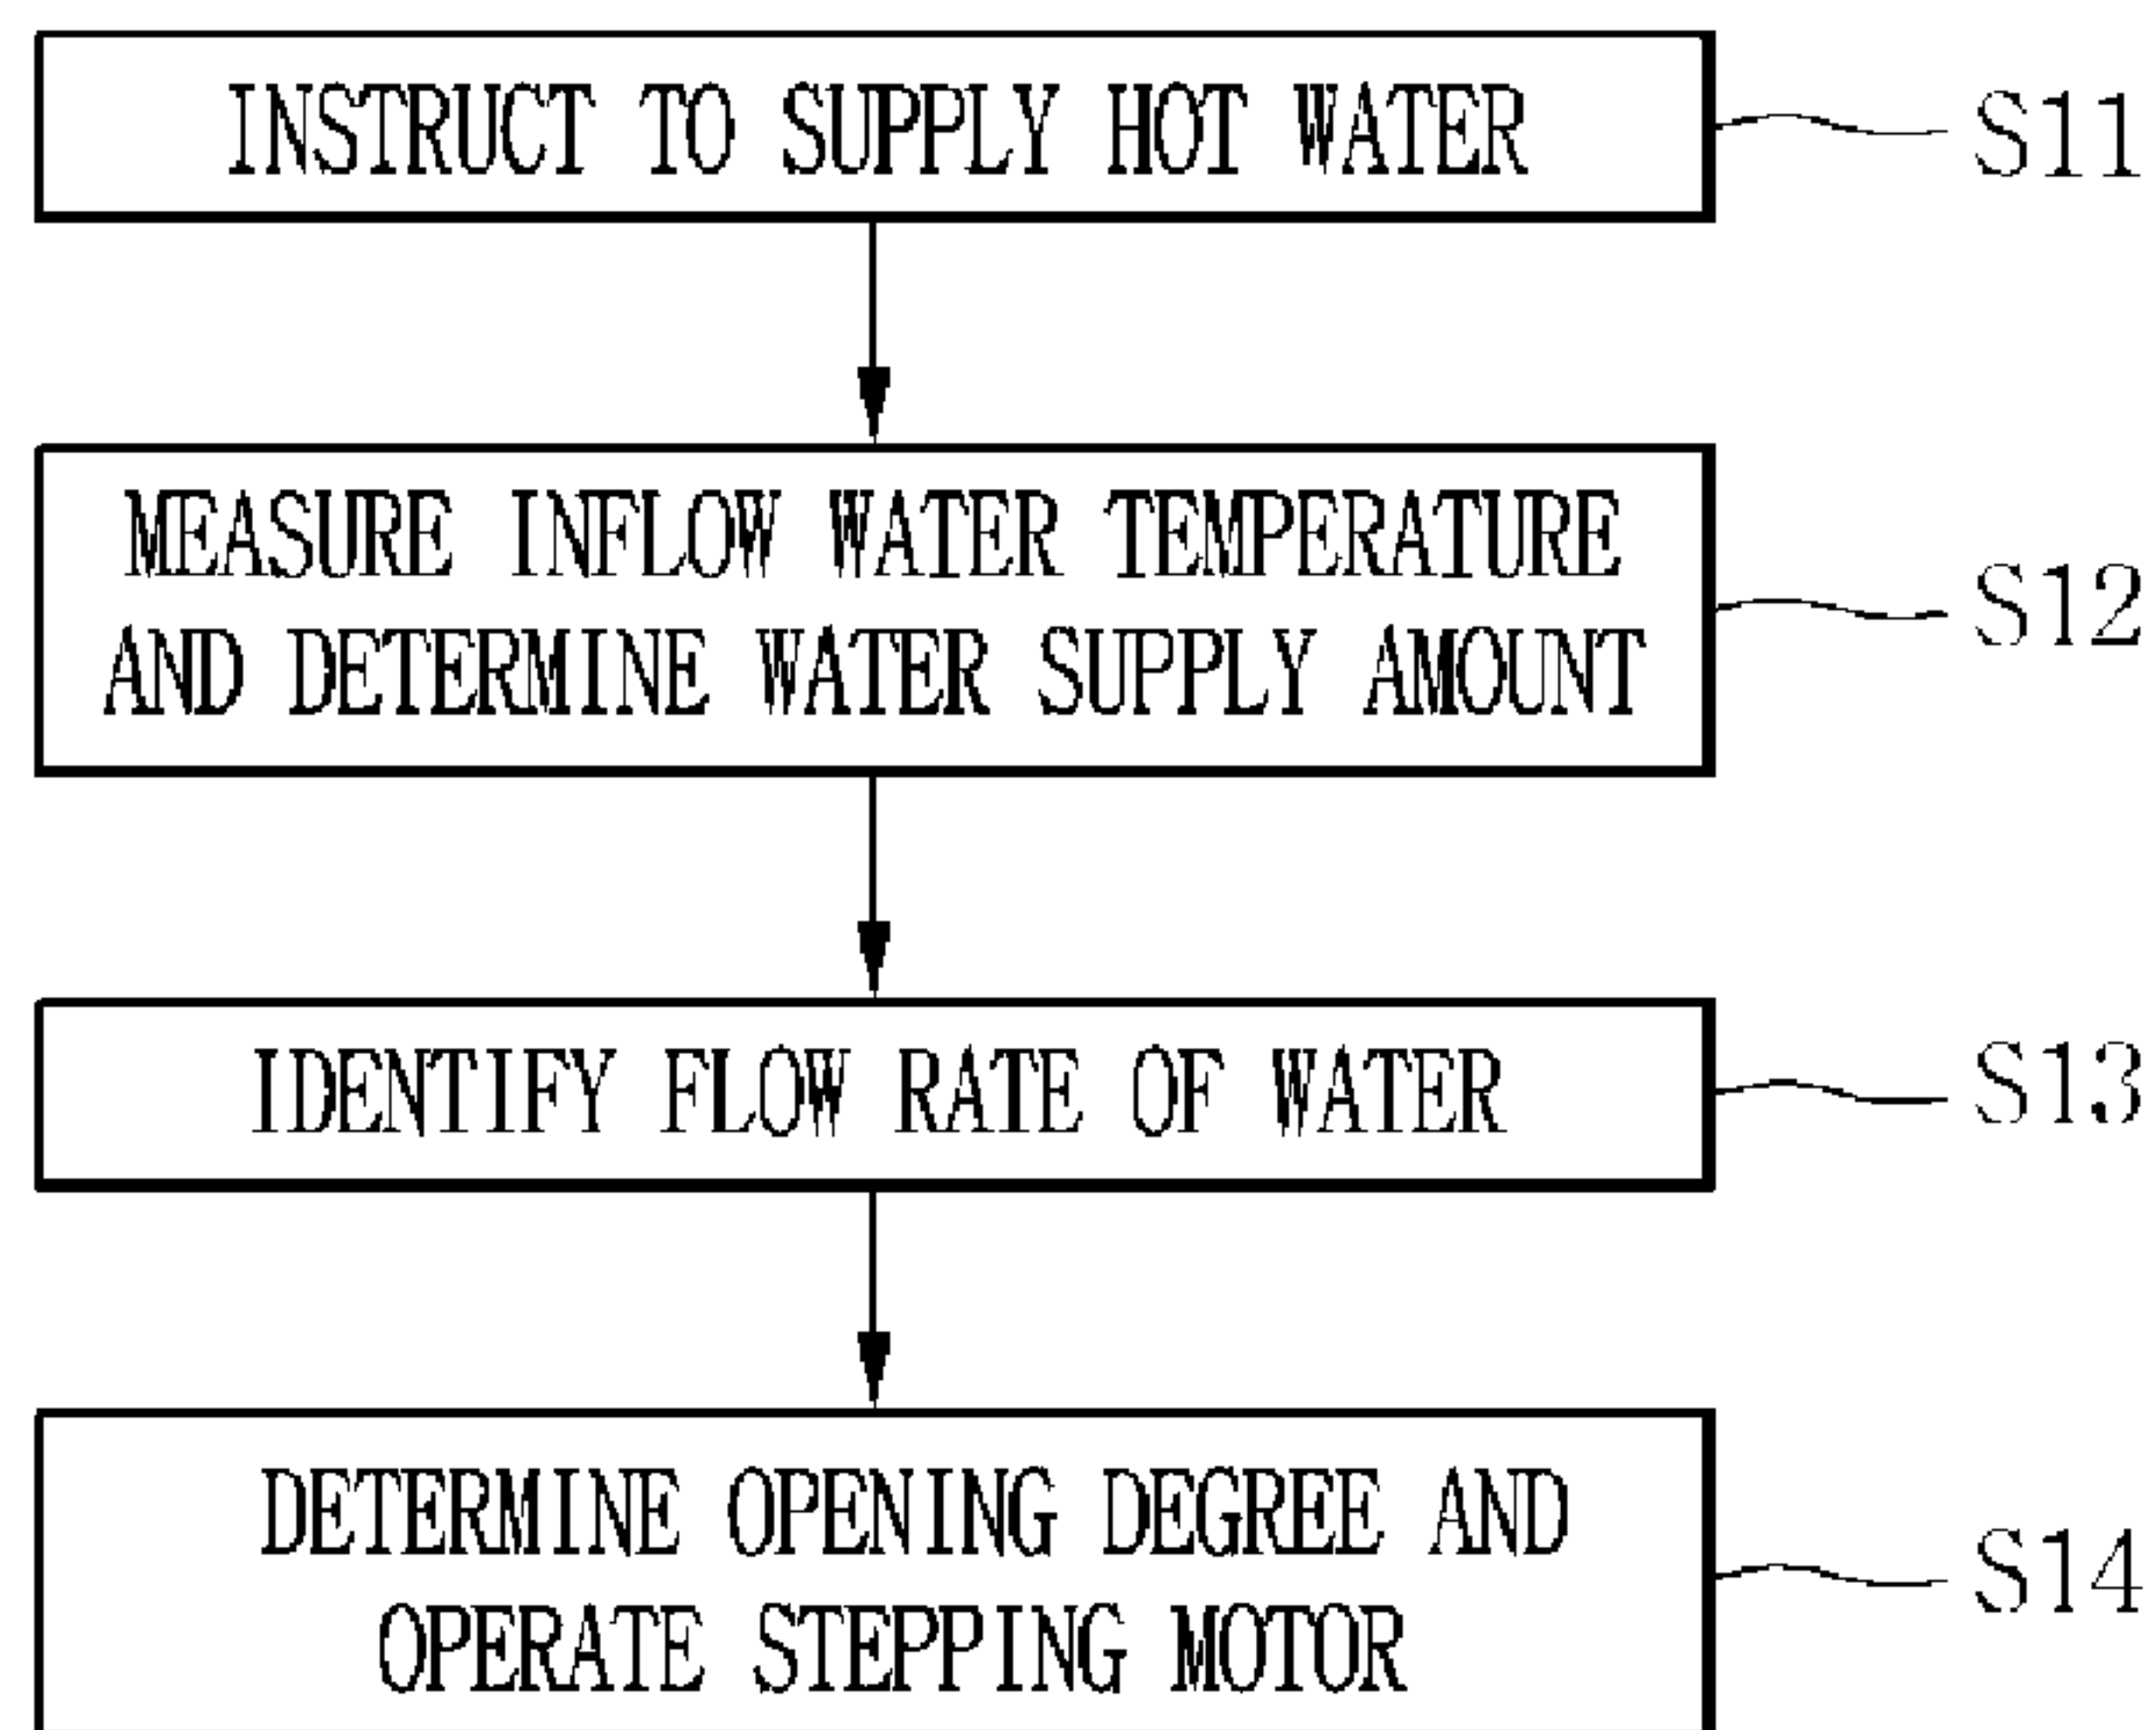 INSTRUCT TO SUPPLY HOT WATER
S11
MEASURE INFLOW WATER TEMPERATURE
AND DETERMINE WATER SUPPLY AMOUNT
S12
IDENTIFY FLOW RATE OF WATER
S13
DETERMINE OPENING DEGREE AND
OPERATE STEPPING MOTOR
S14